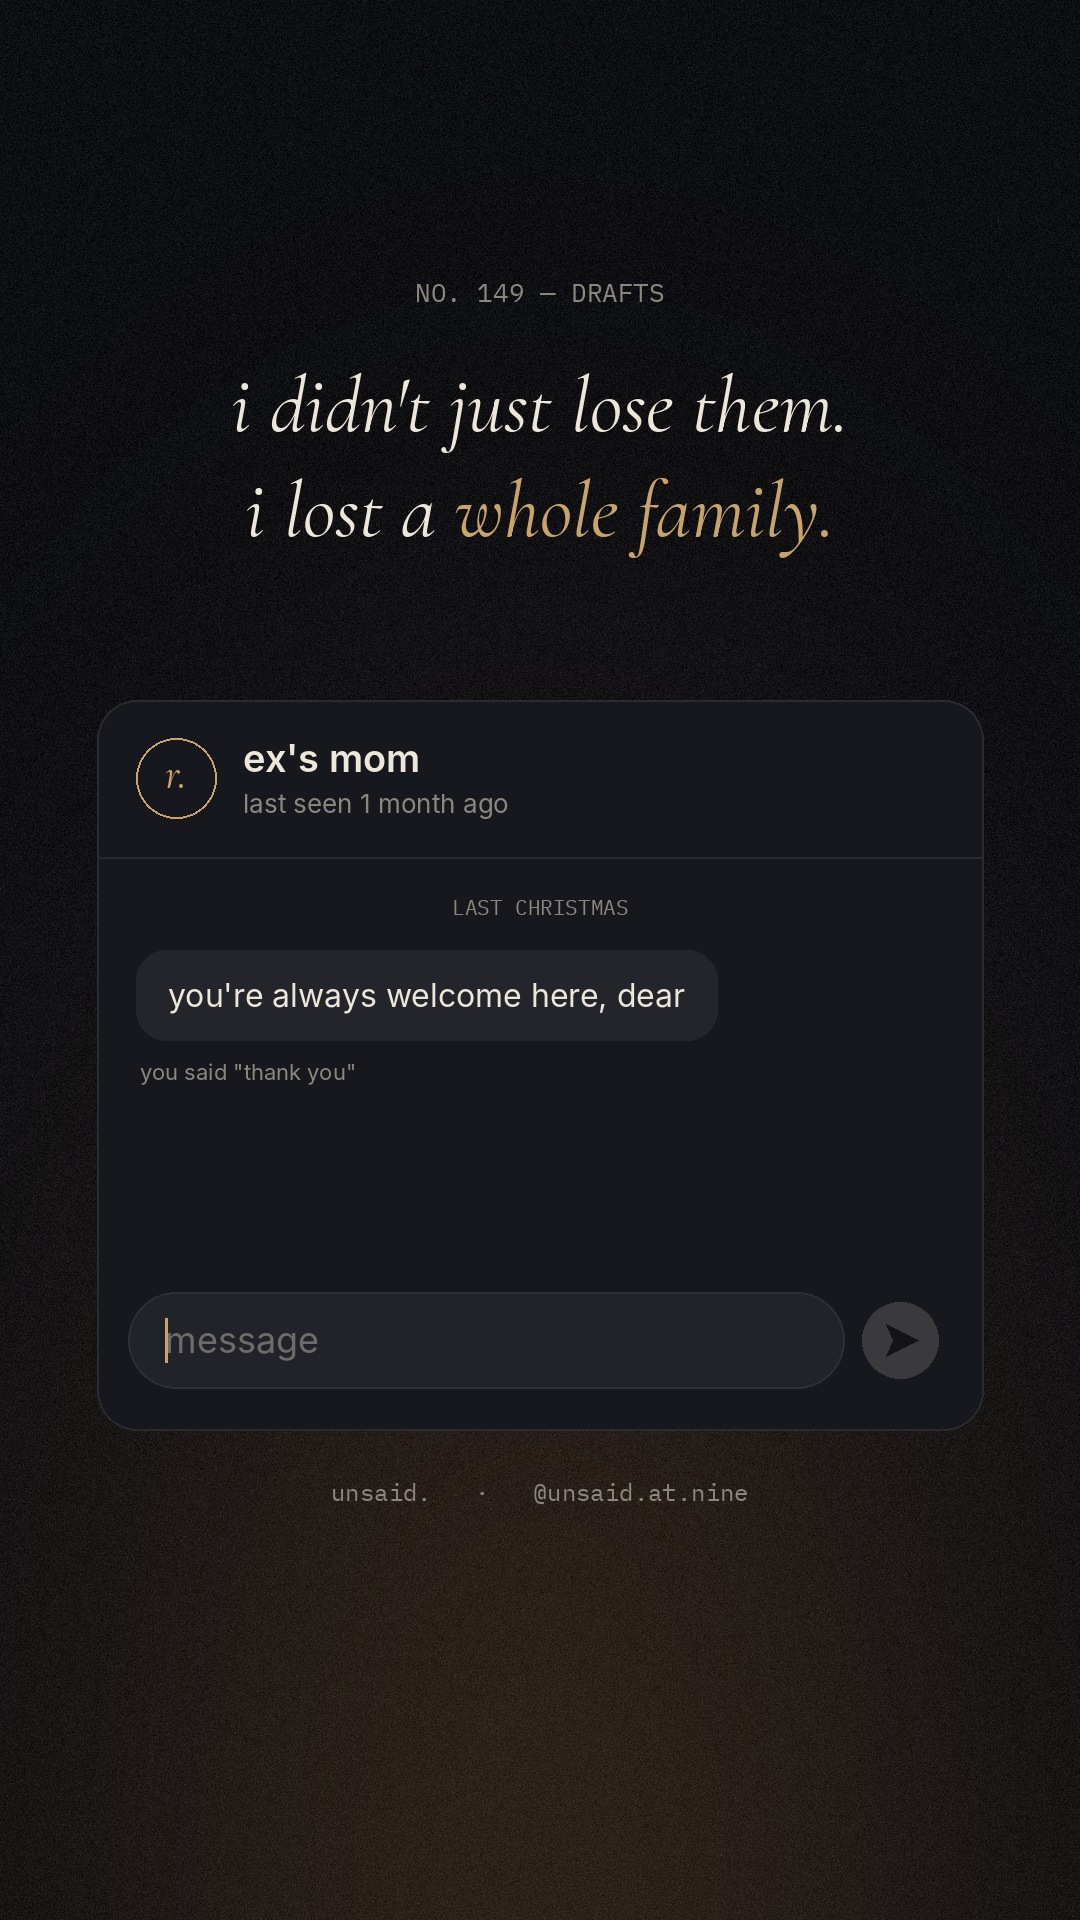 NO. 149 — DRAFTS
i didn't just lose them.
i lost a whole family.
r.
ex's mom
last seen 1 month ago
LAST CHRISTMAS
you're always welcome here, dear
you said "thank you"
message
unsaid. · @unsaid.at.nine